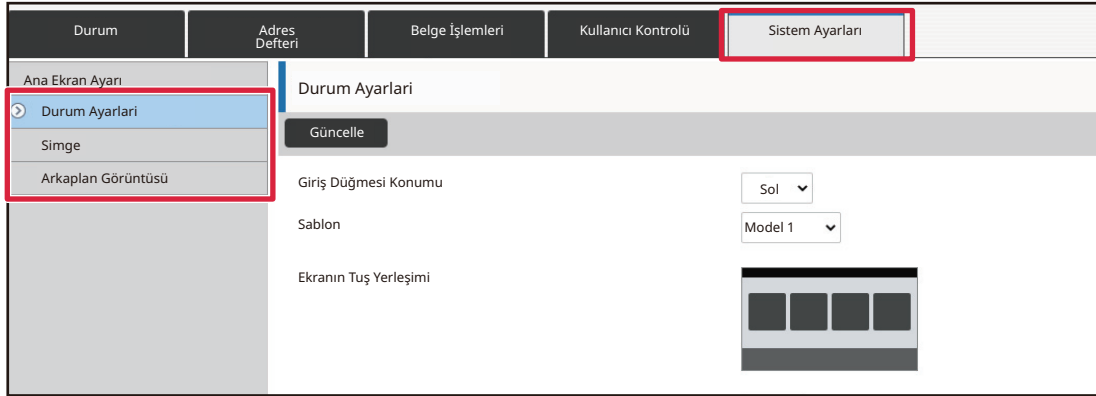 Durum
Adres
Defteri
Belge İşlemleri
Kullanıcı Kontrolü
Sistem Ayarları
Ana Ekran Ayarı
Durum Ayarlari
Simge
Arkaplan Görüntüsü
Durum Ayarlari
Güncelle
Giriş Düğmesi Konumu
Sol
Sablon
Model 1
Ekranın Tuş Yerleşimi